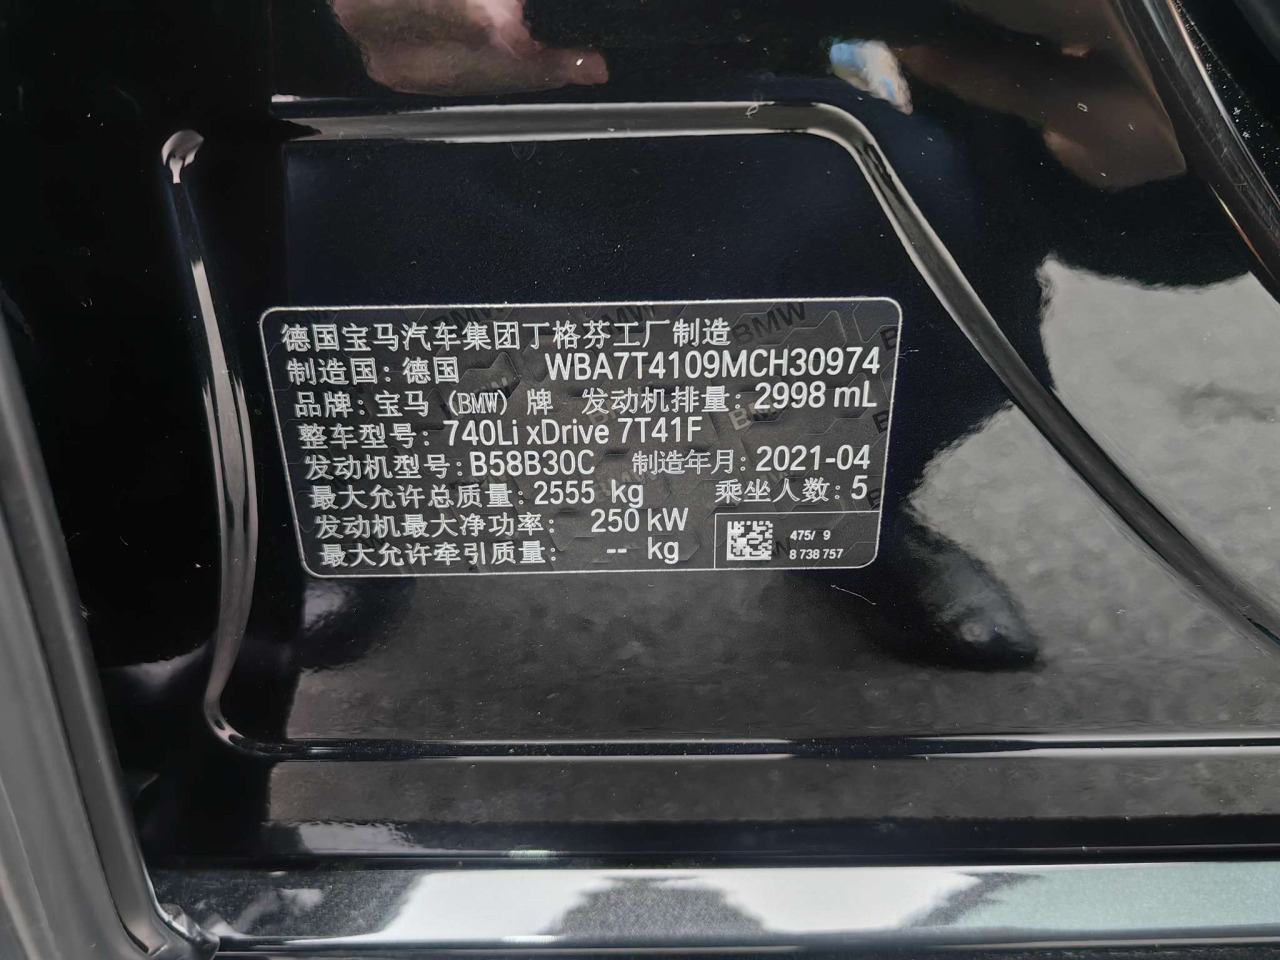 德国宝马汽车集团丁格芬工厂制造
制造国: 德国 WBA7T4109MCH30974
品牌: 宝马 (BMW) 牌 发动机排量: 2998 mL
整车型号: 740Li xDrive 7T41F
发动机型号: B58B30C 制造年月: 2021-04
最大允许总质量: 2555 kg 乘坐人数: 5
发动机最大净功率: 250 kW
最大允许牵引质量: -- kg
475/ 9
8 738 757